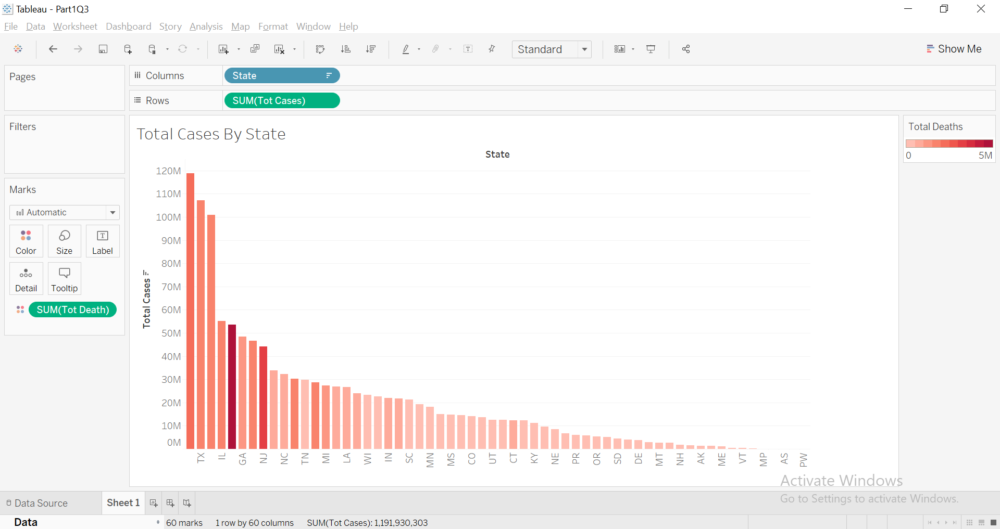 Tableau - Part1Q3
File Data Worksheet Dashboard Story Analysis Map Format Window Help
Standard
Show Me
Pages
Columns
State
Rows
SUM(Tot Cases)
Filters
Marks
Automatic
Color Size Label
Detail Tooltip
SUM(Tot Death)
Total Cases By State
State
Total Cases
120M
110M
100M
90M
80M
70M
60M
50M
40M
30M
20M
10M
0M
TX IL GA NJ NC TN MI LA WI IN SC MN MS CO UT CT KY NE PR OR SD DE MT NH AK ME VT MP AS PW
Total Deaths
0 5M
Activate Windows
Go to Settings to activate Windows.
Data Source Sheet 1
Data 60 marks 1 row by 60 columns SUM(Tot Cases): 1,191,930,303